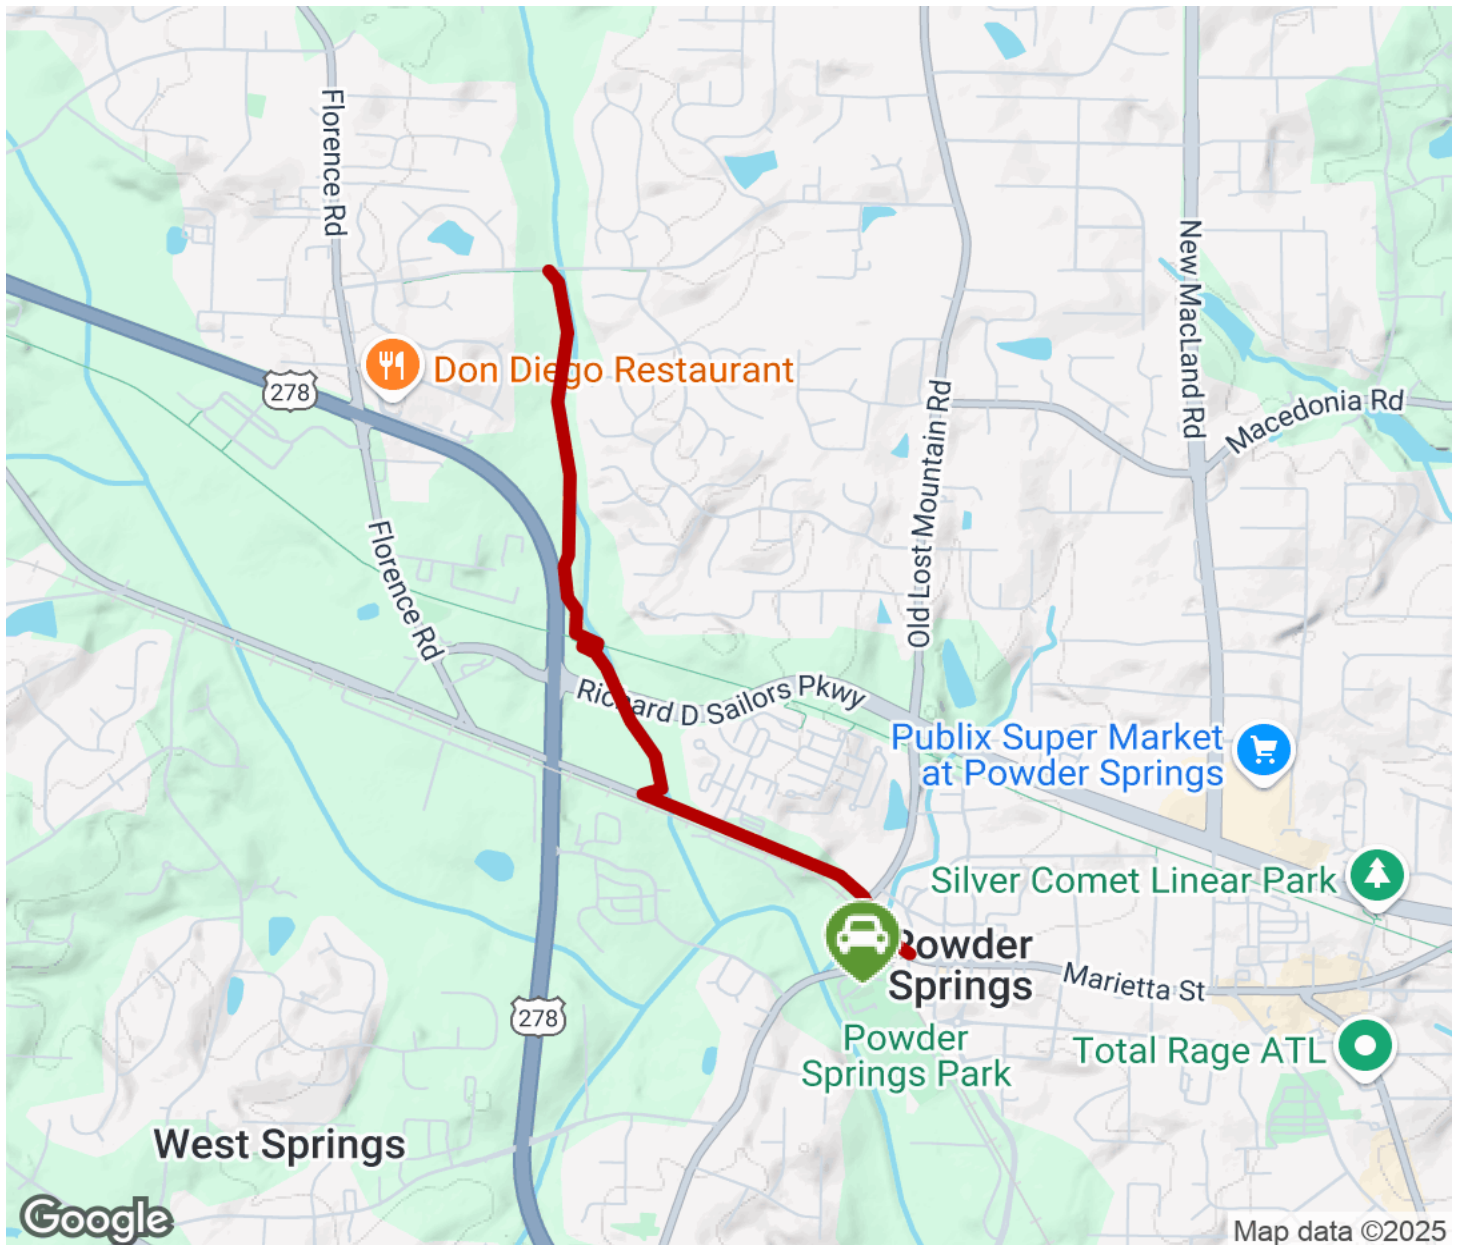 Florence Rd
New MacLand Rd
278
Don Diego Restaurant
Old Lost Mountain Rd
Macedonia Rd
Florence Rd
Richard D Sailors Pkwy
Publix Super Market
at Powder Springs
Silver Comet Linear Park
Powder
Springs
Marietta St
278
Powder
Springs Park
Total Rage ATL
West Springs
Google
Map data ©2025